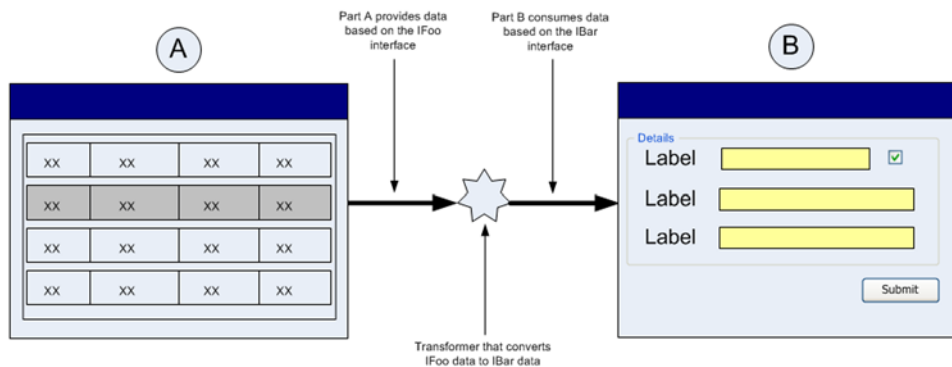 A
Part A provides data
based on the IFoo
interface
Part B consumes data
based on the IBar
interface
B
XX XX XX XX
XX XX XX XX
XX XX XX XX
XX XX XX XX
Details
Label
Label
Label
Submit
Transformer that converts
IFoo data to IBar data